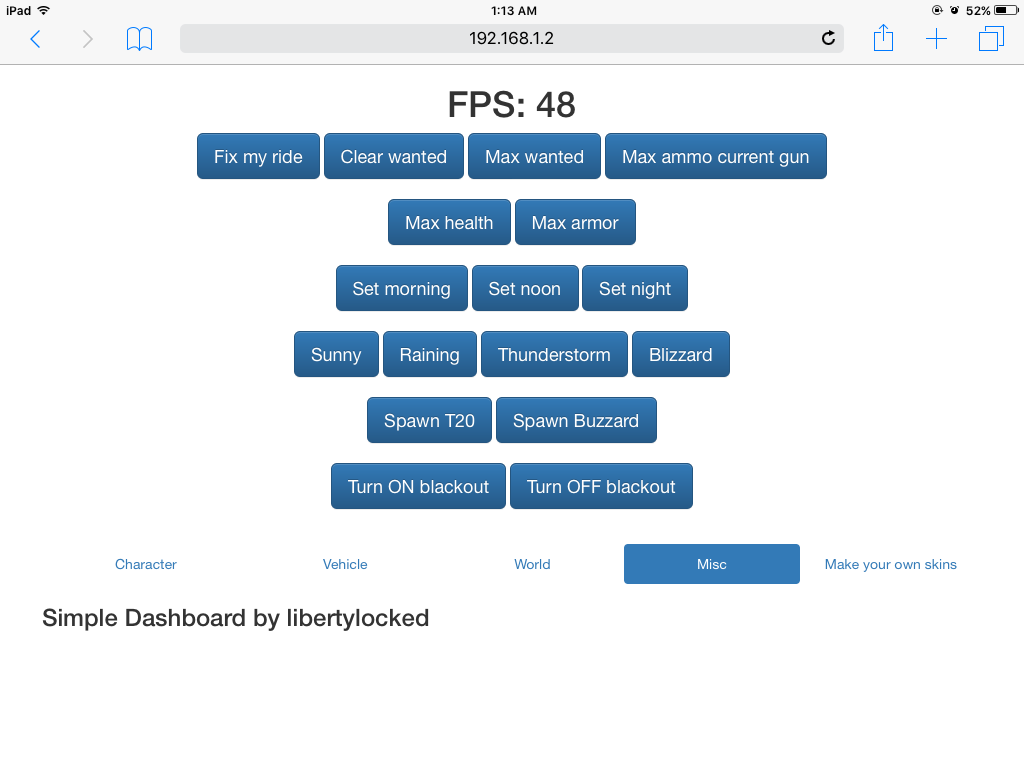 iPad 1:13 AM 52%
192.168.1.2
FPS: 48
Fix my ride Clear wanted Max wanted Max ammo current gun
Max health Max armor
Set morning Set noon Set night
Sunny Raining Thunderstorm Blizzard
Spawn T20 Spawn Buzzard
Turn ON blackout Turn OFF blackout
Character Vehicle World Misc Make your own skins
Simple Dashboard by libertylocked